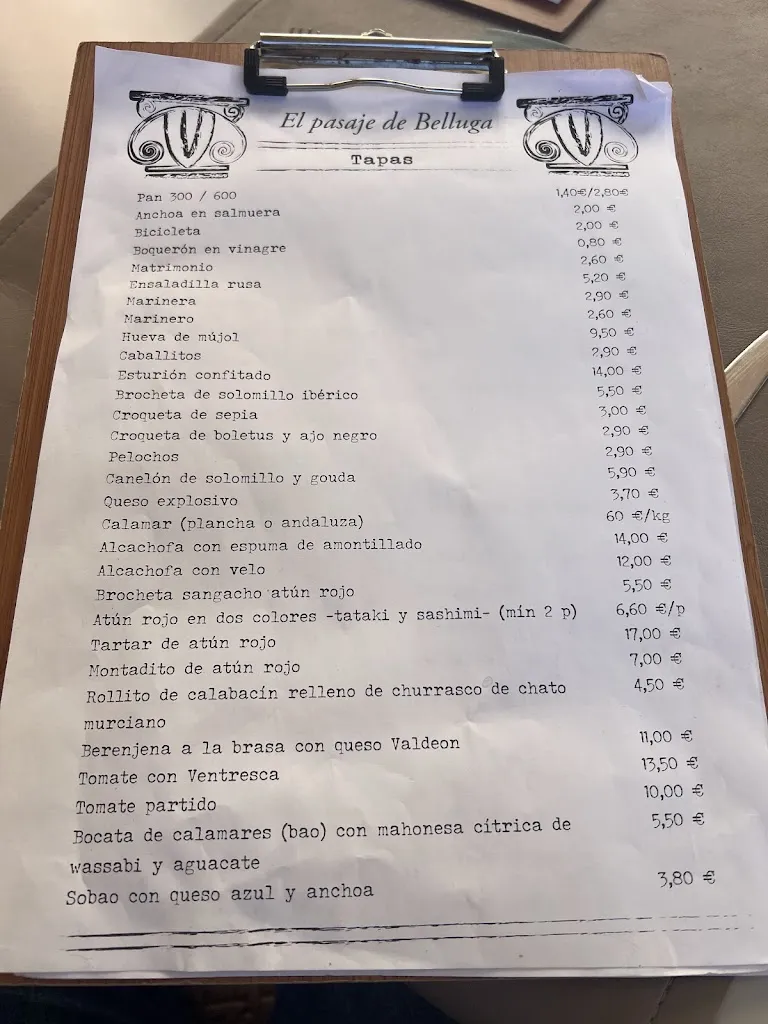 El pasaje de Belluga
Tapas
Pan 300 / 600 1,40€/2,80€
Anchoa en salmuera 2,00 €
Bicicleta 2,00 €
Boquerón en vinagre 0,80 €
Matrimonio 2,60 €
Ensaladilla rusa 5,20 €
Marinera 2,90 €
Marinero 2,60 €
Hueva de mújol 9,50 €
Caballitos 2,90 €
Esturión confitado 14,00 €
Brocheta de solomillo ibérico 5,50 €
Croqueta de sepia 3,00 €
Croqueta de boletus y ajo negro 2,90 €
Pelochos 2,90 €
Canelón de solomillo y gouda 5,90 €
Queso explosivo 3,70 €
Calamar (plancha o andaluza) 60 €/kg
Alcachofa con espuma de amontillado 14,00 €
Alcachofa con velo 12,00 €
Brocheta sangacho atún rojo 5,50 €
Atún rojo en dos colores -tataki y sashimi- (mín 2 p) 6,60 €/p
Tartar de atún rojo 17,00 €
Montadito de atún rojo 7,00 €
Rollito de calabacín relleno de churrasco de chato 4,50 €
murciano
Berenjena a la brasa con queso Valdeon 11,00 €
Tomate con Ventresca 13,50 €
Tomate partido 10,00 €
Bocata de calamares (bao) con mahonesa cítrica de 5,50 €
wassabi y aguacate
Sobao con queso azul y anchoa 3,80 €